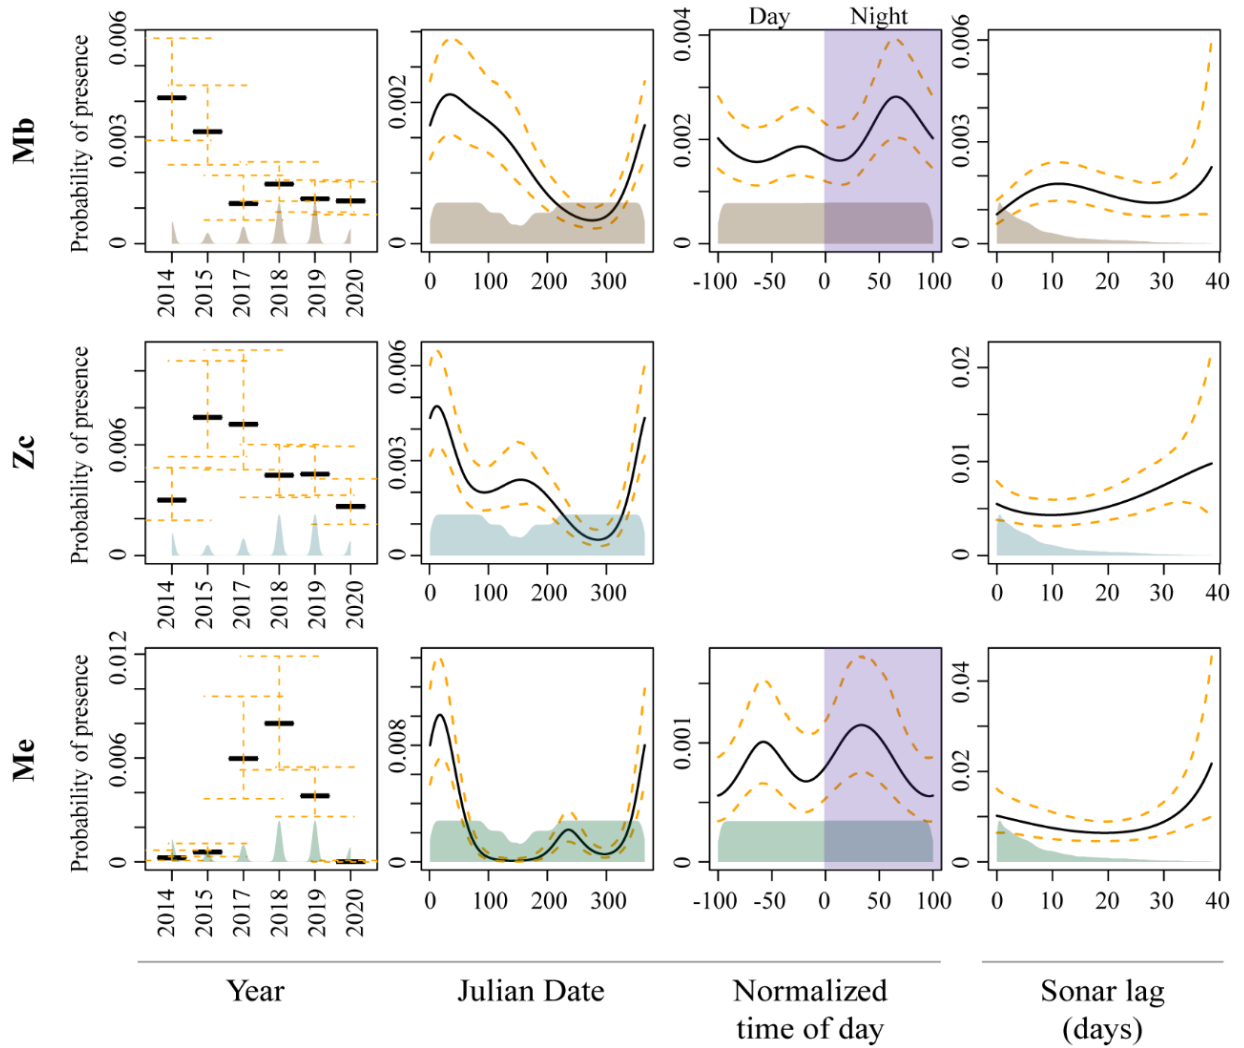 Day Night
Mb
Probability of presence
0 0.003 0.006
2014 2015 2017 2018 2019 2020
0 0.002
0 100 200 300
0 0.002 0.004
-100 -50 0 50 100
0 0.003 0.006
0 10 20 30 40
Zc
Probability of presence
0 0.006
2014 2015 2017 2018 2019 2020
0 0.003 0.006
0 100 200 300
0 0.01 0.02
0 10 20 30 40
Me
Probability of presence
0 0.006 0.012
2014 2015 2017 2018 2019 2020
0 0.008
0 100 200 300
0 0.001
-100 -50 0 50 100
0 0.02 0.04
0 10 20 30 40
Year
Julian Date
Normalized
time of day
Sonar lag
(days)